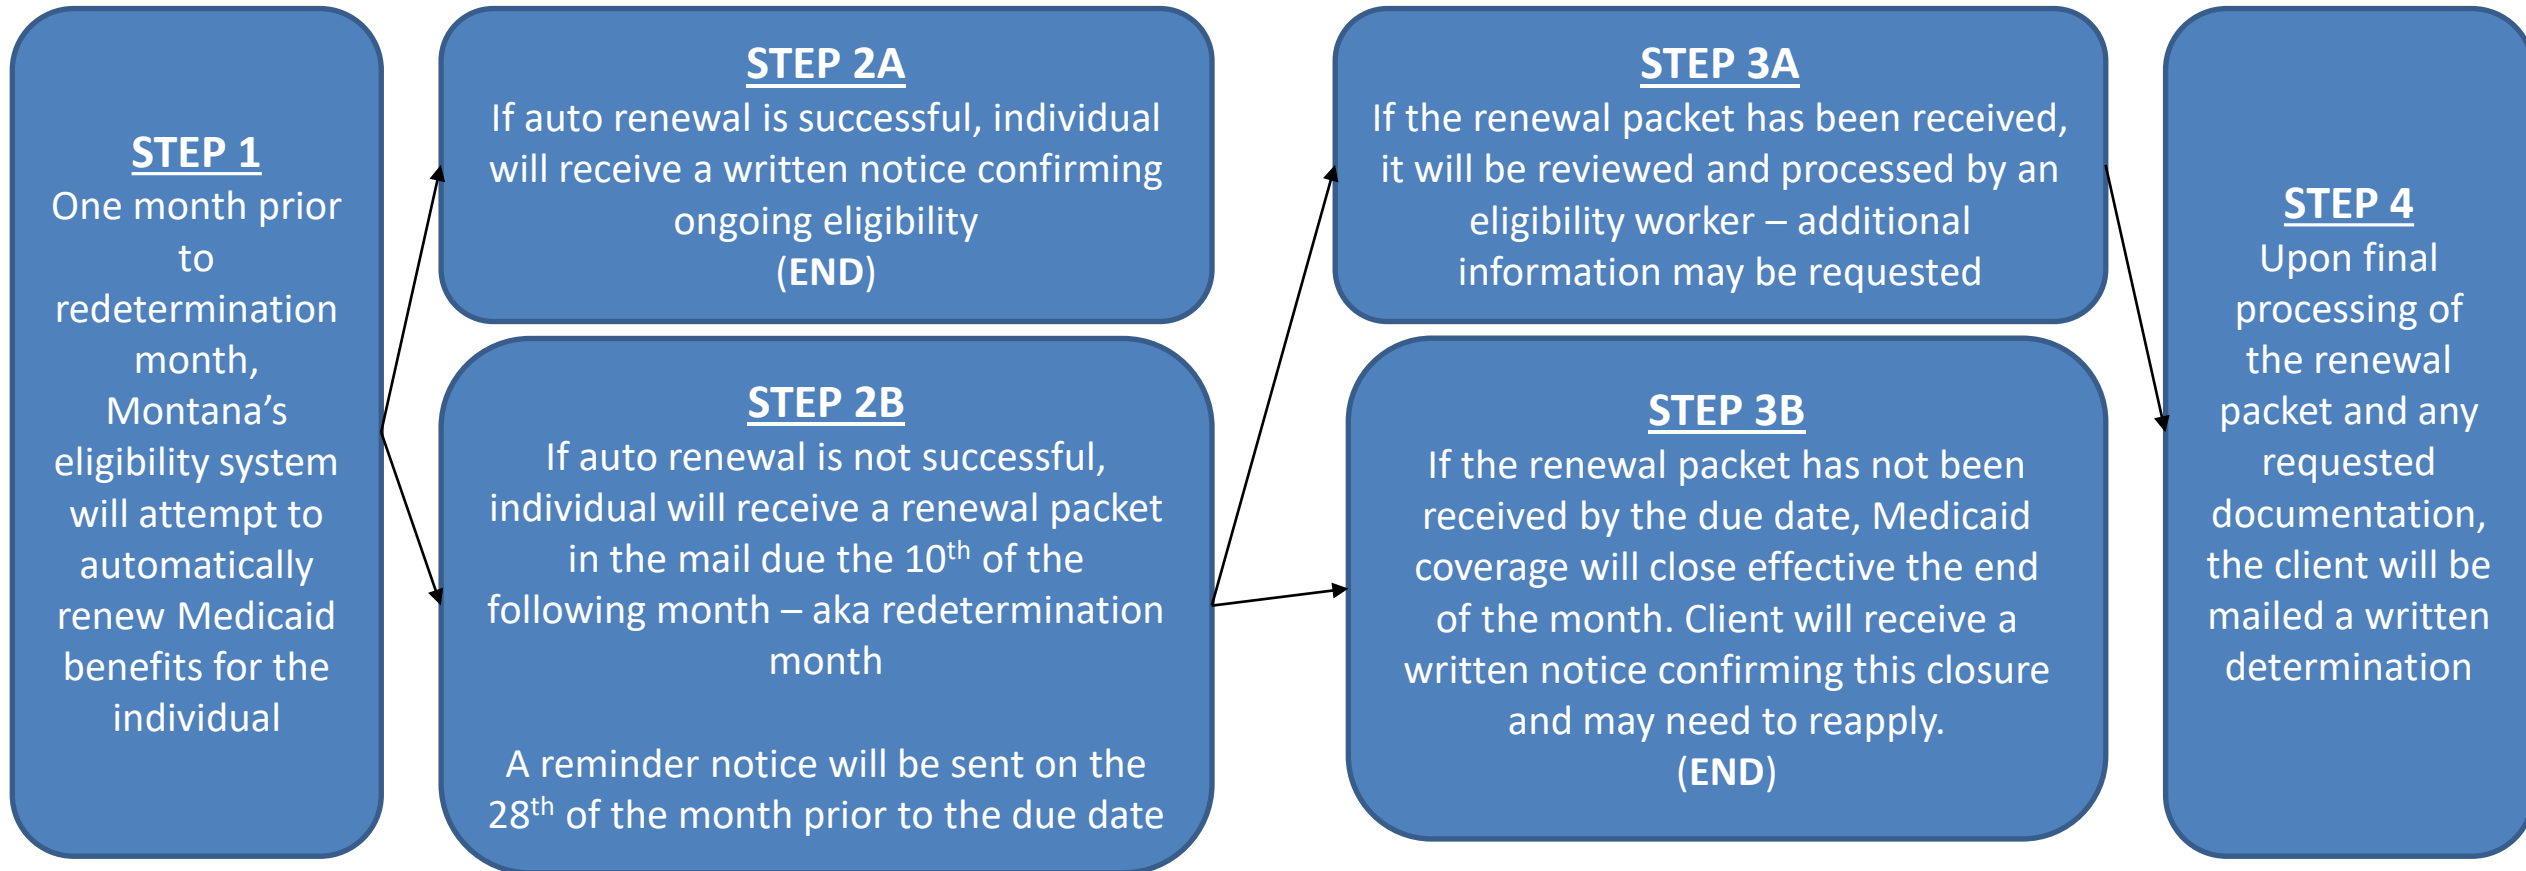 STEP 1
One month prior
to
redetermination
month,
Montana’s
eligibility system
will attempt to
automatically
renew Medicaid
benefits for the
individual
STEP 2A
If auto renewal is successful, individual
will receive a written notice confirming
ongoing eligibility
(END)
STEP 2B
If auto renewal is not successful,
individual will receive a renewal packet
in the mail due the 10th of the
following month – aka redetermination
month
A reminder notice will be sent on the
28th of the month prior to the due date
STEP 3A
If the renewal packet has been received,
it will be reviewed and processed by an
eligibility worker – additional
information may be requested
STEP 3B
If the renewal packet has not been
received by the due date, Medicaid
coverage will close effective the end
of the month. Client will receive a
written notice confirming this closure
and may need to reapply.
(END)
STEP 4
Upon final
processing of
the renewal
packet and any
requested
documentation,
the client will be
mailed a written
determination